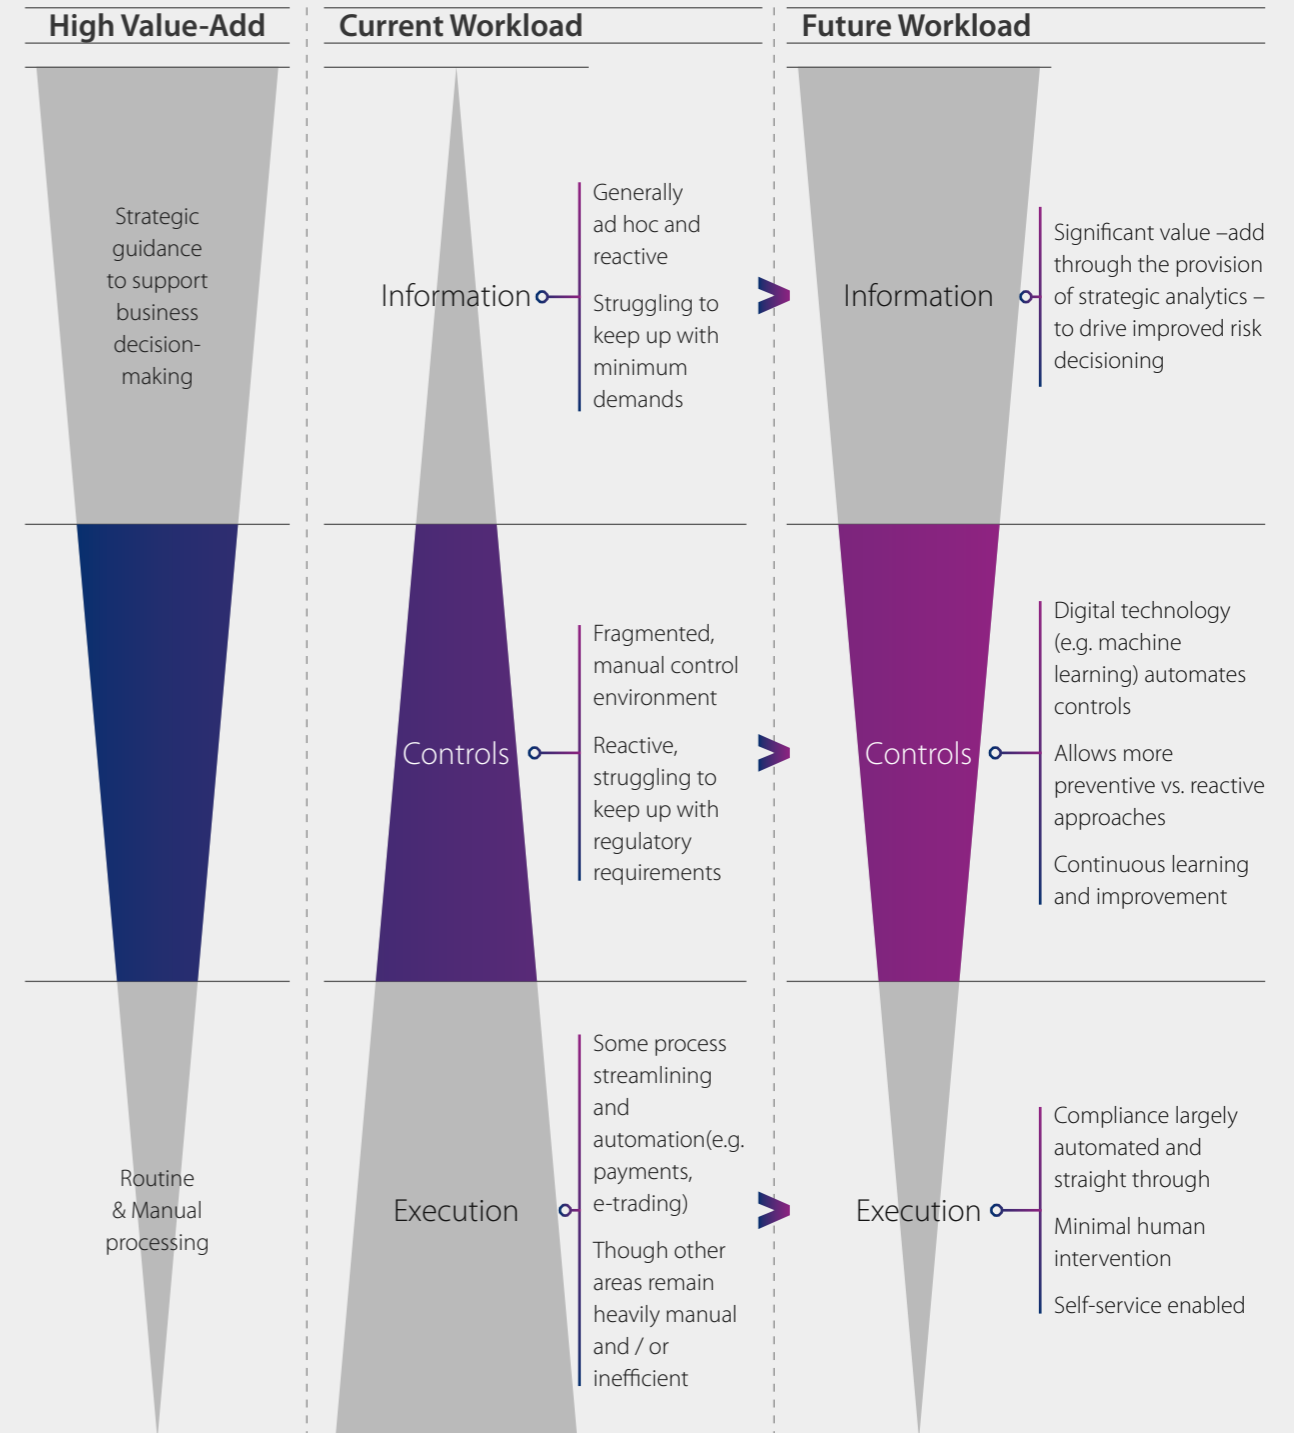 High Value-Add
Current Workload
Future Workload
Strategic
guidance
to support
business
decision-
making
Information
Generally
ad hoc and
reactive
Struggling to
keep up with
minimum
demands
>
Information
Significant value –add
through the provision
of strategic analytics –
to drive improved risk
decisioning
Controls
Fragmented,
manual control
environment
Reactive,
struggling to
keep up with
regulatory
requirements
>
Controls
Digital technology
(e.g. machine
learning) automates
controls
Allows more
preventive vs. reactive
approaches
Continuous learning
and improvement
Routine
& Manual
processing
Execution
Some process
streamlining
and
automation(e.g.
payments,
e-trading)
Though other
areas remain
heavily manual
and / or
inefficient
>
Execution
Compliance largely
automated and
straight through
Minimal human
intervention
Self-service enabled